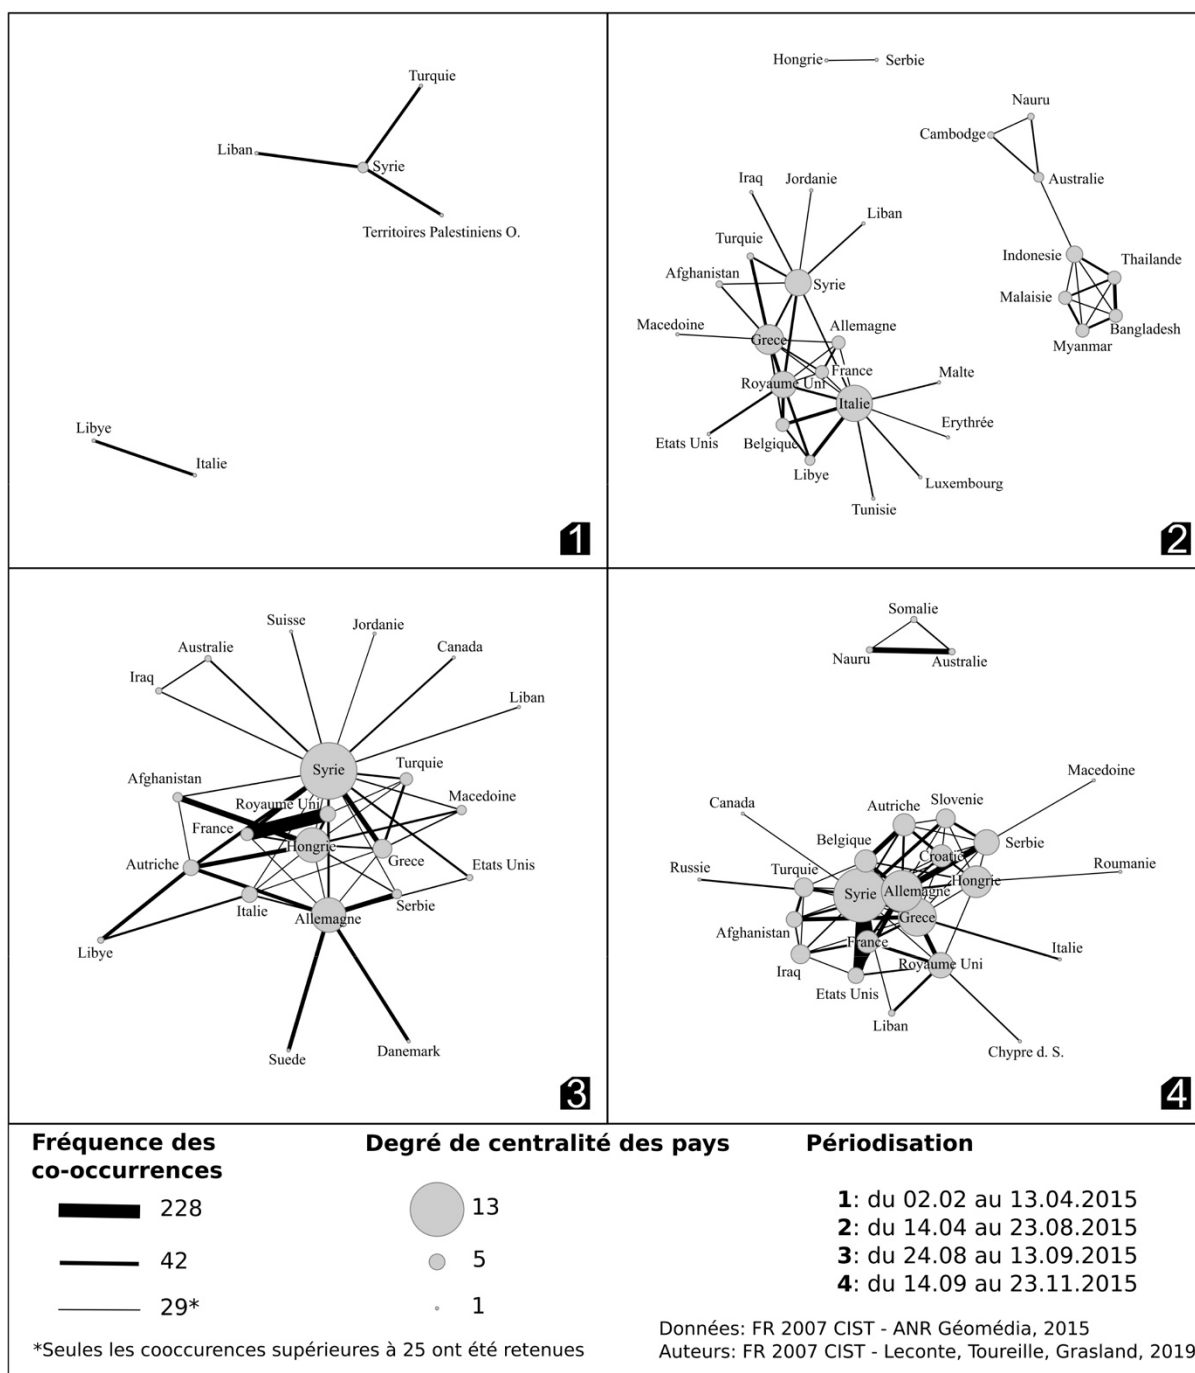 Turquie
Liban
Syrie
Territoires Palestiniens O.
Libye
Italie
1
Hongrie
Serbie
Nauru
Cambodge
Australie
Iraq
Jordanie
Liban
Turquie
Indonesie
Thailande
Afghanistan
Syrie
Malaisie
Bangladesh
Macedoine
Allemagne
Grece
Myanmar
France
Royaume Uni
Malte
Italie
Erythrée
Etats Unis
Belgique
Libye
Luxembourg
Tunisie
2
Suisse
Jordanie
Australie
Canada
Iraq
Liban
Syrie
Turquie
Afghanistan
Royaume Uni
Macedoine
France
Hongrie
Grece
Autriche
Etats Unis
Italie
Serbie
Allemagne
Libye
Suede
Danemark
3
Somalie
Nauru
Australie
Macedoine
Canada
Autriche
Slovenie
Belgique
Croatie
Serbie
Russie
Turquie
Roumanie
Syrie
Allemagne
Hongrie
Grece
Afghanistan
France
Italie
Iraq
Royaume Uni
Etats Unis
Liban
Chypre d. S.
4
Fréquence des
co-occurrences
228
42
29*
*Seules les cooccurences supérieures à 25 ont été retenues
Degré de centralité des pays
13
5
1
Périodisation
1: du 02.02 au 13.04.2015
2: du 14.04 au 23.08.2015
3: du 24.08 au 13.09.2015
4: du 14.09 au 23.11.2015
Données: FR 2007 CIST - ANR Géomédia, 2015
Auteurs: FR 2007 CIST - Leconte, Toureille, Grasland, 2019